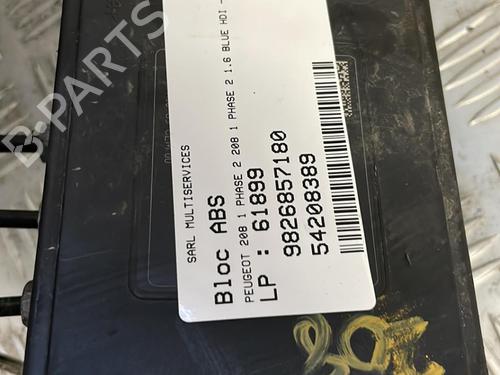 SARL MULTISERVICES
Bloc ABS
PEUGEOT 208 1 PHASE 2 208 1 PHASE 2 1.6 BLUE HDI -
LP : 61899
9826857180
54208389
B-Parts
208